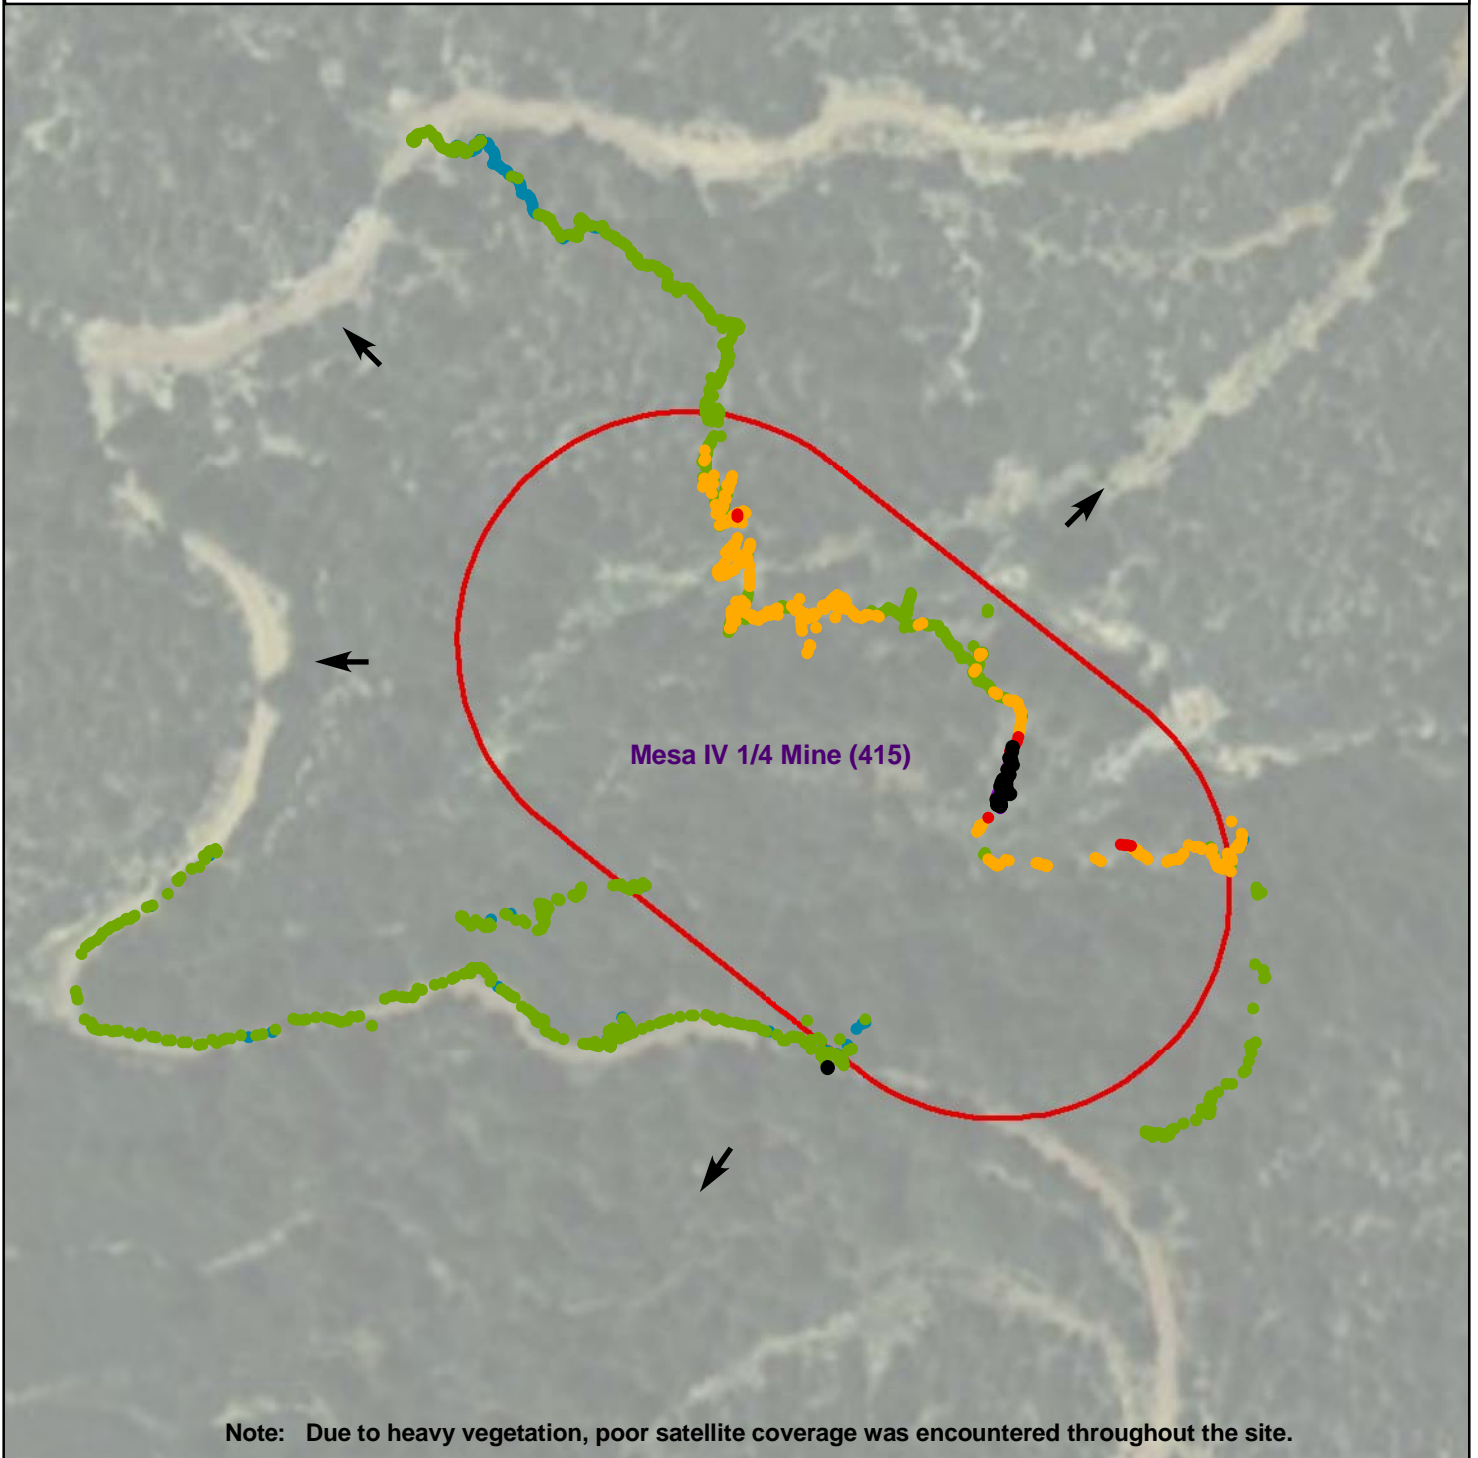 Mesa IV 1/4 Mine (415)
Note: Due to heavy vegetation, poor satellite coverage was encountered throughout the site.